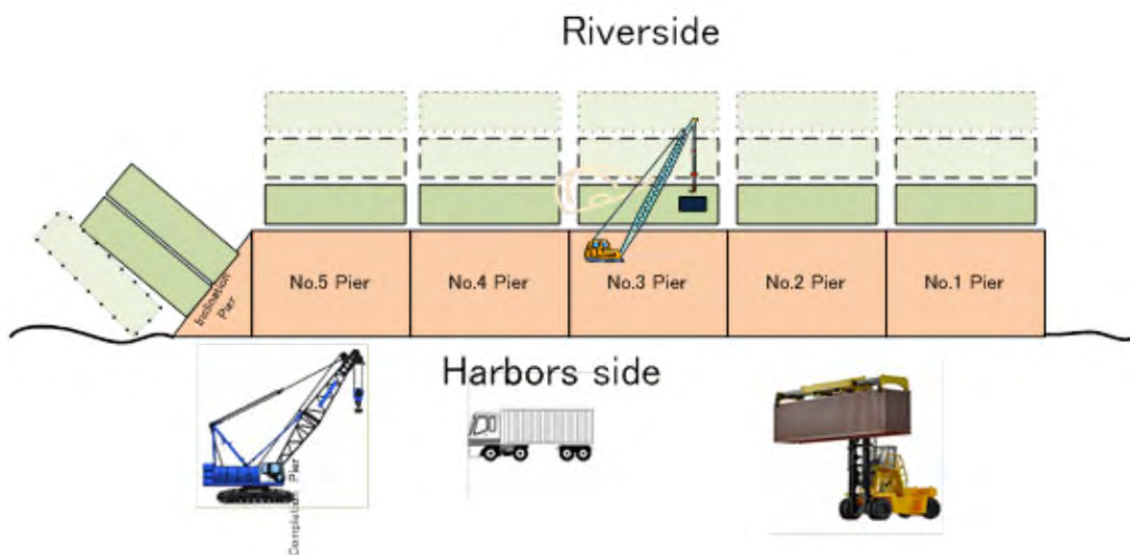 Riverside
No.5 Pier
No.4 Pier
No.3 Pier
No.2 Pier
No.1 Pier
Inclination
Pier
Harbors side
Completion Pier